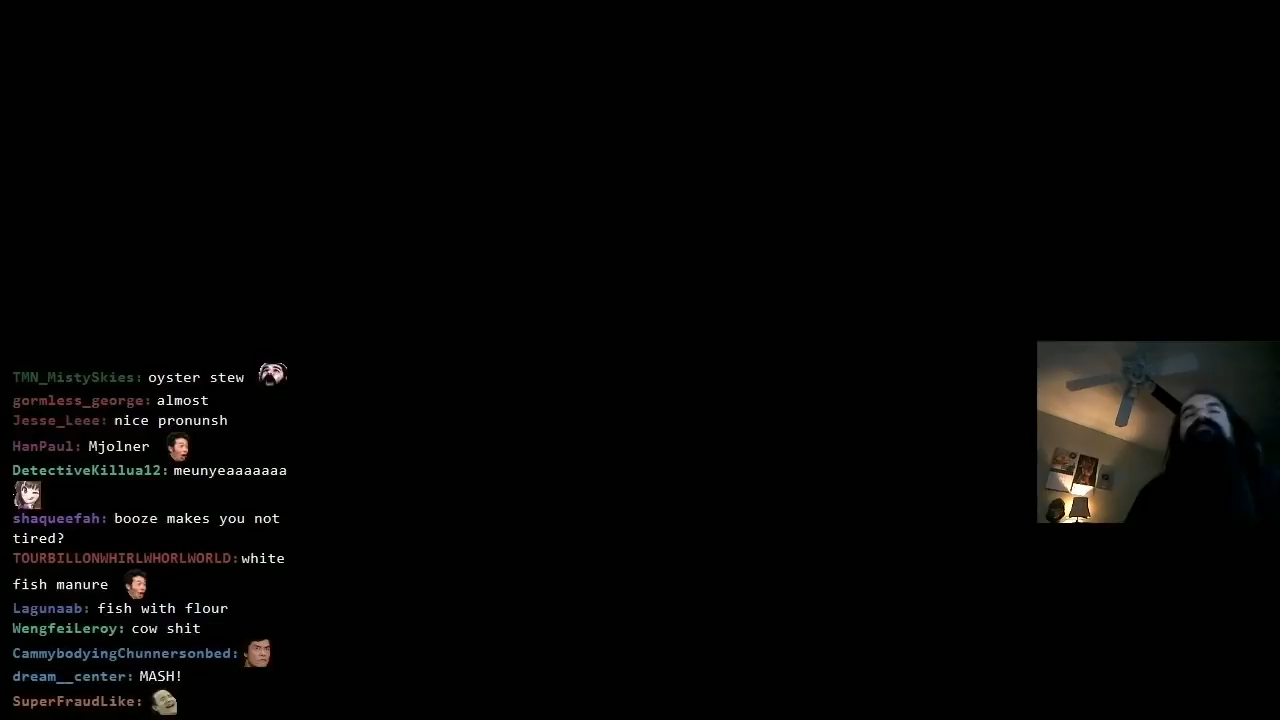 TMN_MistySkies: oyster stew
gormless_george: almost
Jesse_Leee: nice pronunsh
HanPaul: Mjolner
DetectiveKillua12: meunyeaaaaaaa
shaqueefah: booze makes you not
tired?
TOURBILLONWHIRLWHORLWORLD: white
fish manure
Lagunaab: fish with flour
WengfeiLeroy: cow shit
CammybodyingChunnersonbed:
dream__center: MASH!
SuperFraudLike: